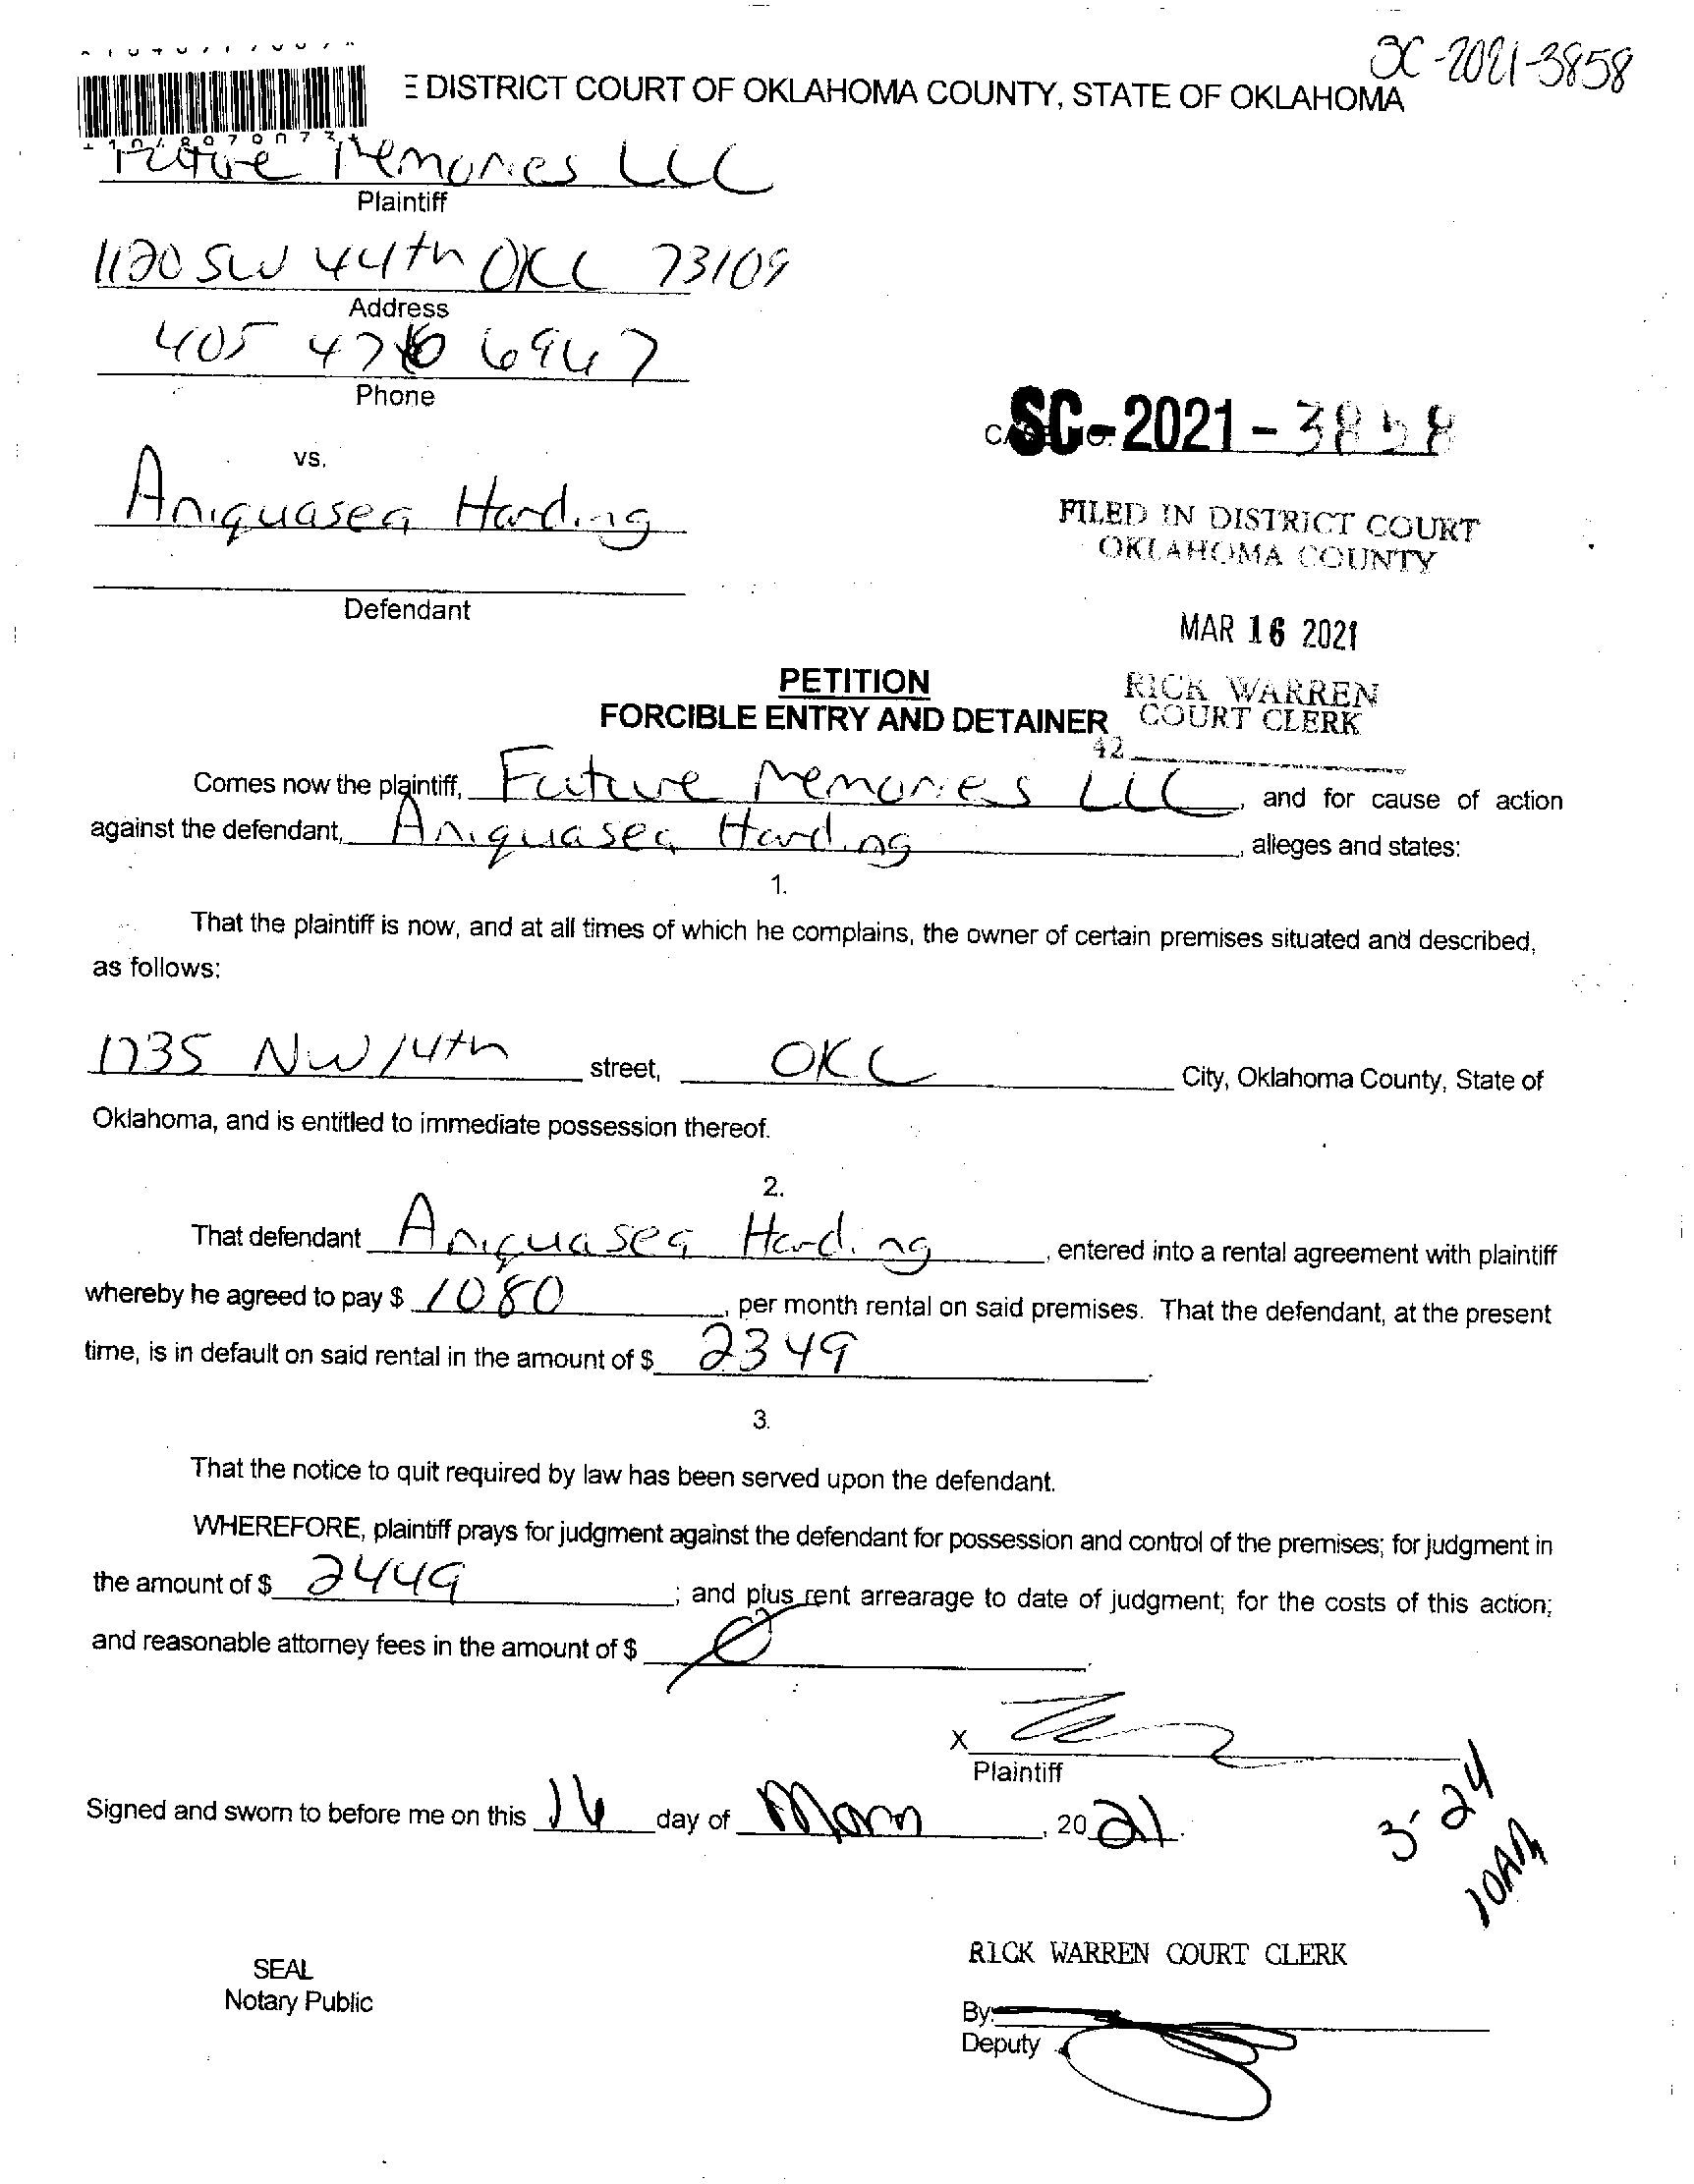 SC-2021-3858
E DISTRICT COURT OF OKLAHOMA COUNTY, STATE OF OKLAHOMA
Future Memories LLC
Plaintiff
1120 SW 44th OKC 73109
Address
405 476 6947
Phone
SC-2021-3858
vs.
Aniquasea Harding
FILED IN DISTRICT COURT
OKLAHOMA COUNTY
Defendant
MAR 16 2021
PETITION
RICK WARREN
FORCIBLE ENTRY AND DETAINER
COURT CLERK
42
Comes now the plaintiff, Future Memories LLC, and for cause of action
against the defendant, Aniquasea Harding, alleges and states:
1.
That the plaintiff is now, and at all times of which he complains, the owner of certain premises situated and described,
as follows:
1735 NW 14th street, OKC City, Oklahoma County, State of
Oklahoma, and is entitled to immediate possession thereof.
2.
That defendant Aniquasea Harding, entered into a rental agreement with plaintiff
whereby he agreed to pay $ 1080, per month rental on said premises. That the defendant, at the present
time, is in default on said rental in the amount of $ 2349.
3.
That the notice to quit required by law has been served upon the defendant.
WHEREFORE, plaintiff prays for judgment against the defendant for possession and control of the premises; for judgment in
the amount of $ 2449; and plus rent arrearage to date of judgment; for the costs of this action;
and reasonable attorney fees in the amount of $ 0.
X
Plaintiff
Signed and sworn to before me on this 16 day of March, 2021.
3-24
10AM
RICK WARREN COURT CLERK
SEAL
Notary Public
By:
Deputy